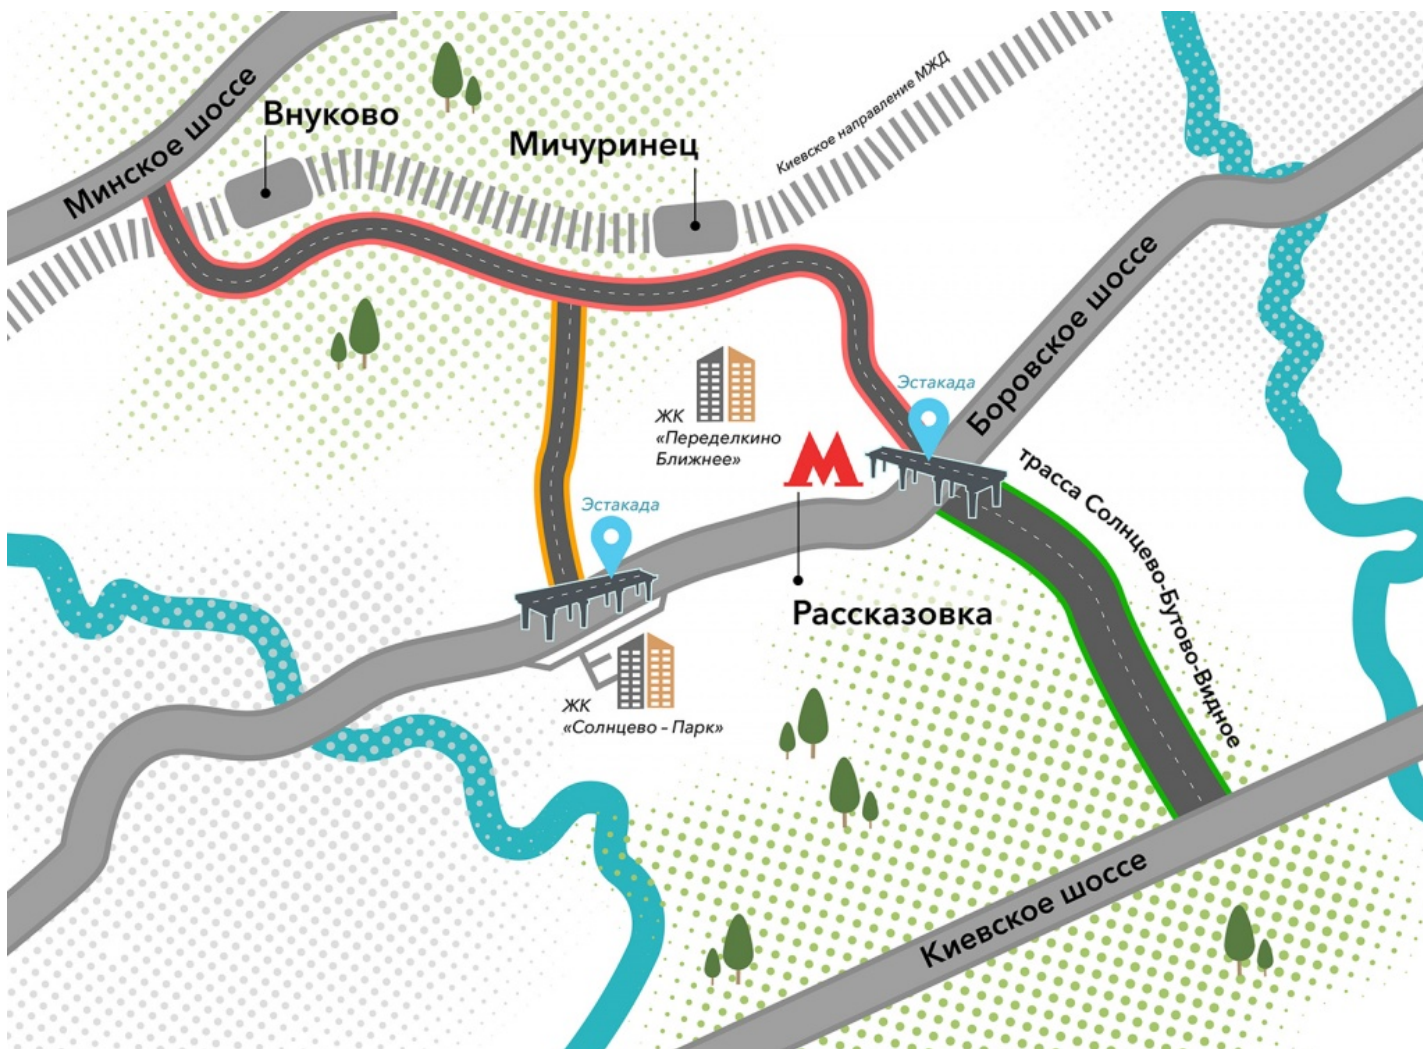 Минское шоссе
Внуково
Мичуринец
Киевское направление МЖД
Боровское шоссе
Эстакада
ЖК
«Переделкино
Ближнее»
М
трасса Солнцево-Бутово-Видное
Эстакада
Рассказовка
ЖК
«Солнцево – Парк»
Киевское шоссе